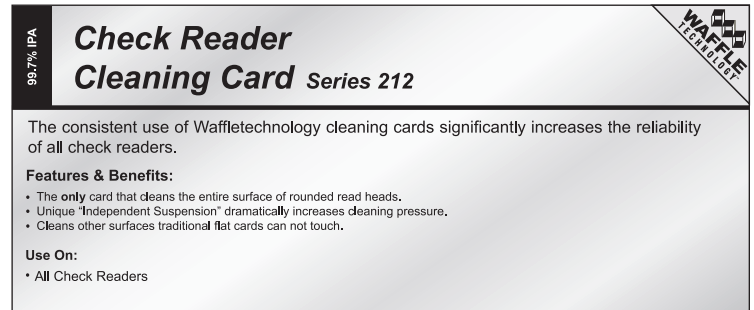 99.7% IPA
Check Reader
Cleaning Card Series 212
WAFFLE
TECHNOLOGY™
The consistent use of Waffletechnology cleaning cards significantly increases the reliability
of all check readers.
Features & Benefits:
• The only card that cleans the entire surface of rounded read heads.
• Unique “Independent Suspension” dramatically increases cleaning pressure.
• Cleans other surfaces traditional flat cards can not touch.
Use On:
• All Check Readers